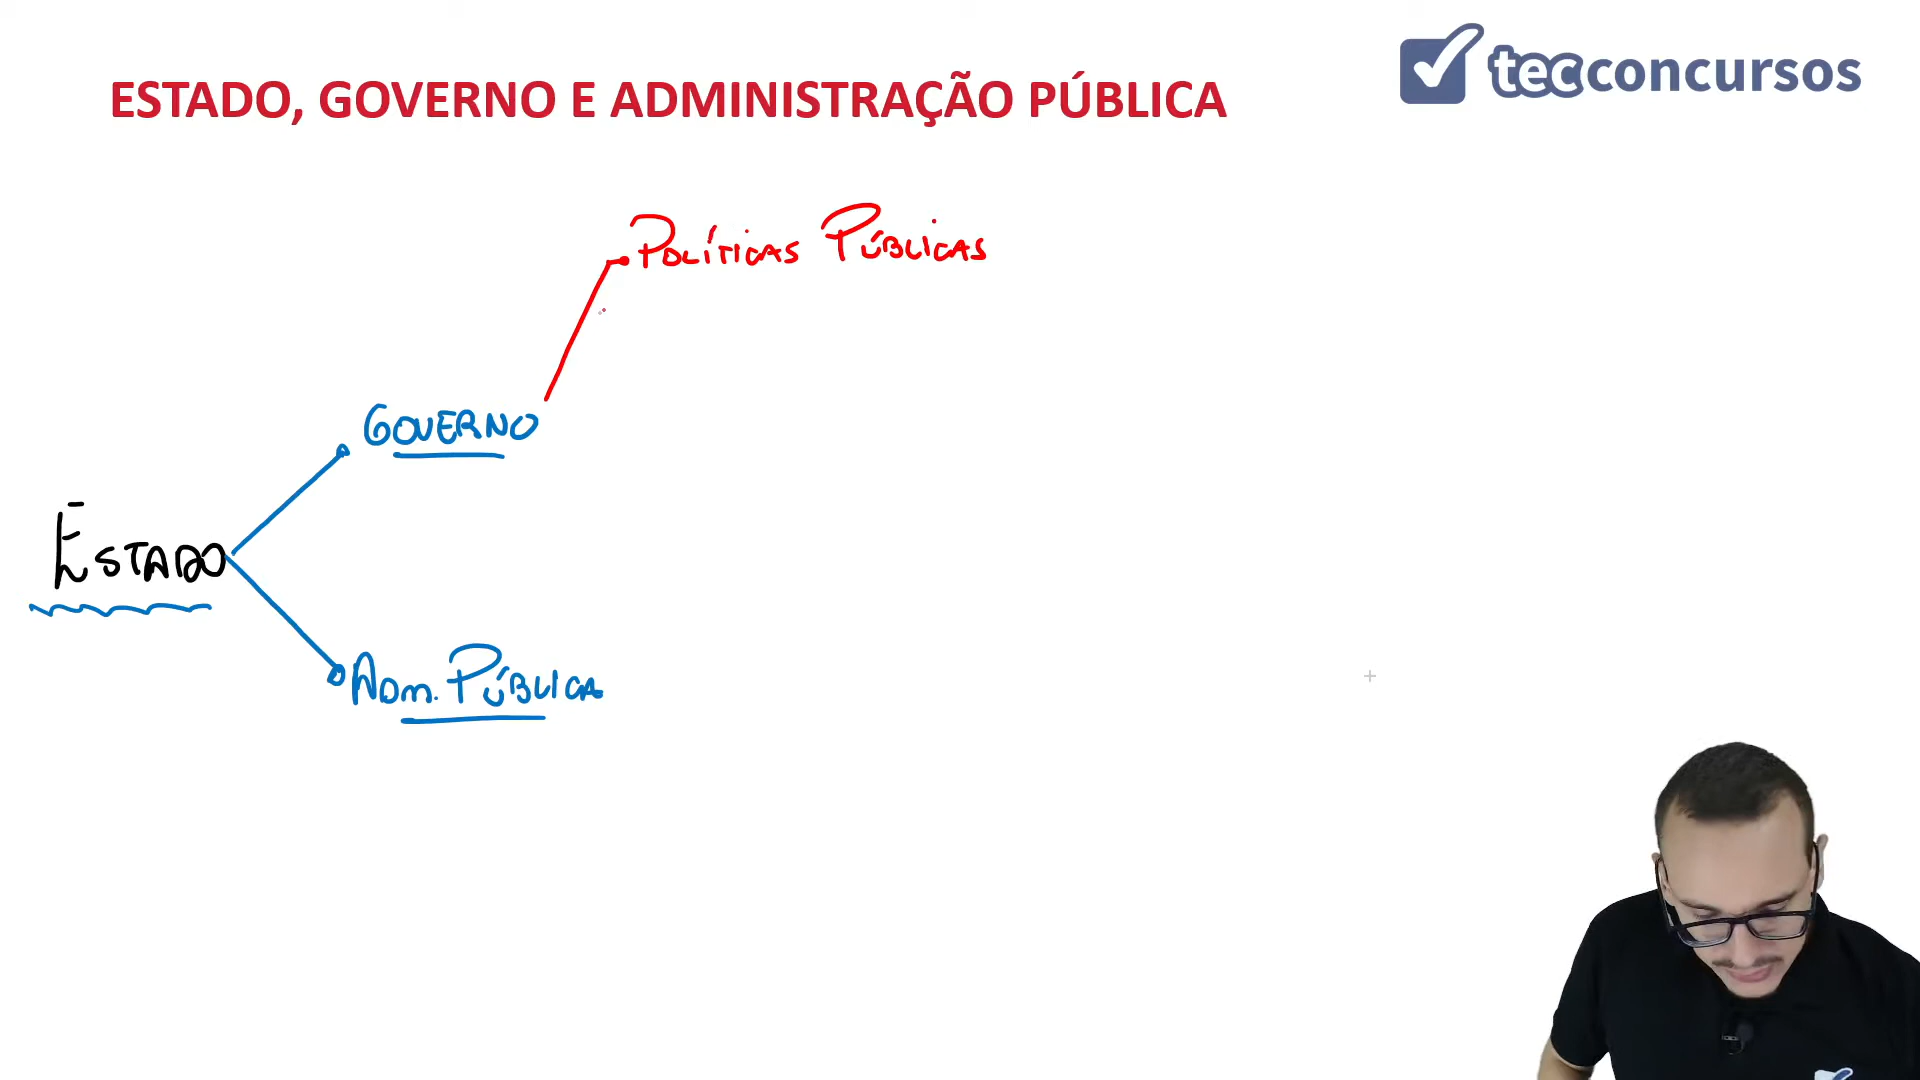 ESTADO, GOVERNO E ADMINISTRAÇÃO PÚBLICA
tecconcursos
POLÍTICAS PÚBLICAS
GOVERNO
ESTADO
ADM. PÚBLICA